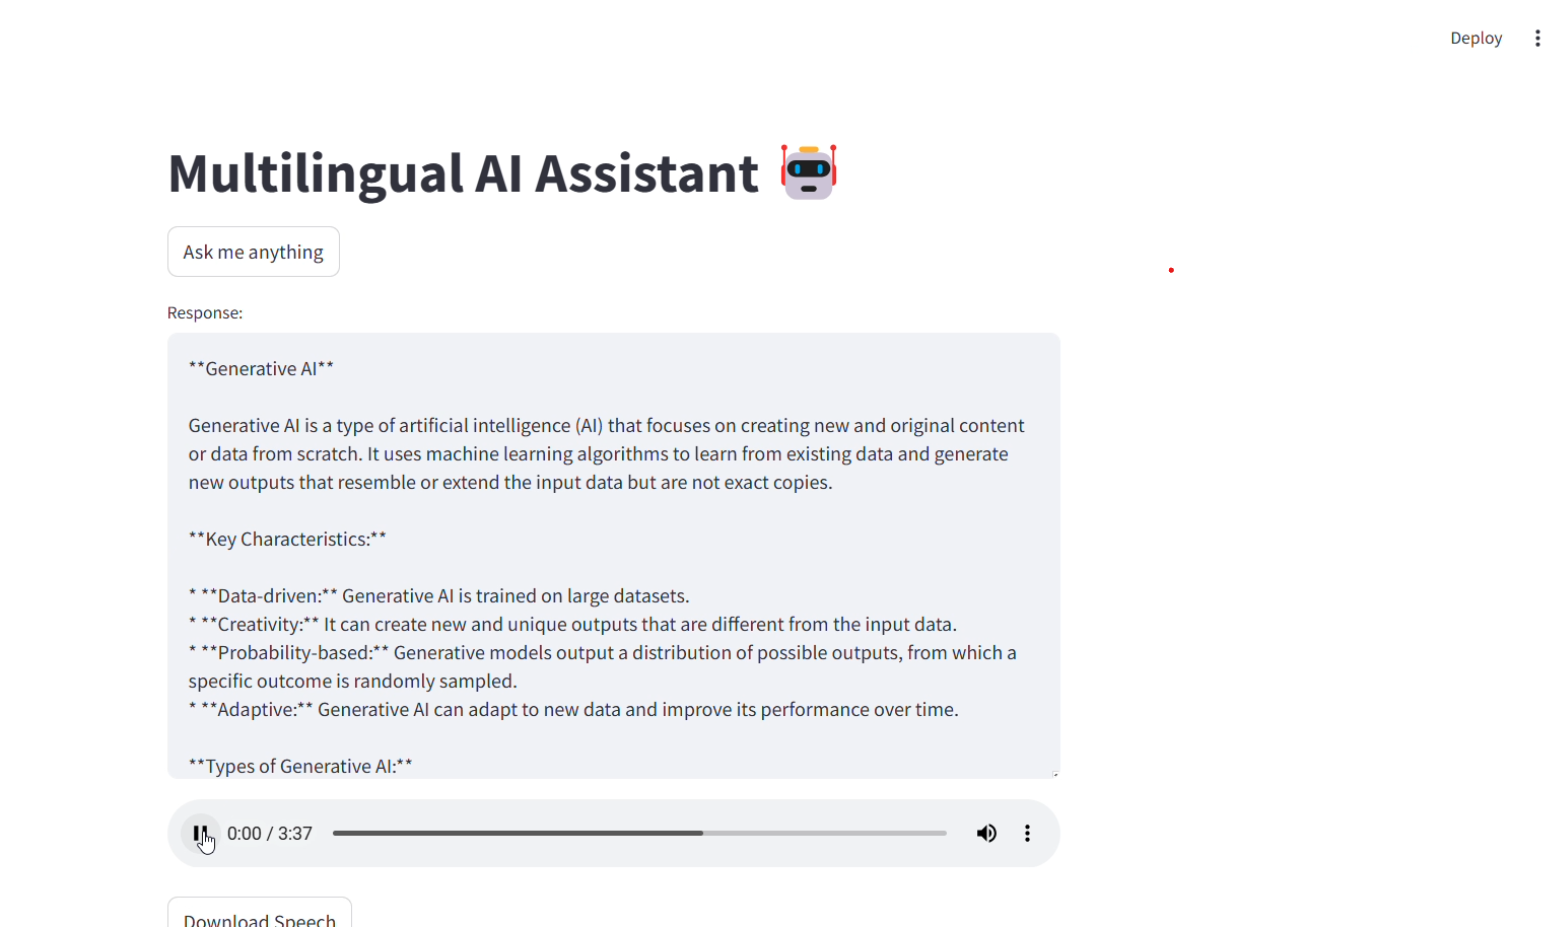 Deploy
Multilingual AI Assistant
Ask me anything
Response:
**Generative AI**
Generative AI is a type of artificial intelligence (AI) that focuses on creating new and original content
or data from scratch. It uses machine learning algorithms to learn from existing data and generate
new outputs that resemble or extend the input data but are not exact copies.
**Key Characteristics:**
* **Data-driven:** Generative AI is trained on large datasets.
* **Creativity:** It can create new and unique outputs that are different from the input data.
* **Probability-based:** Generative models output a distribution of possible outputs, from which a
specific outcome is randomly sampled.
* **Adaptive:** Generative AI can adapt to new data and improve its performance over time.
**Types of Generative AI:**
0:00 / 3:37
Download Speech